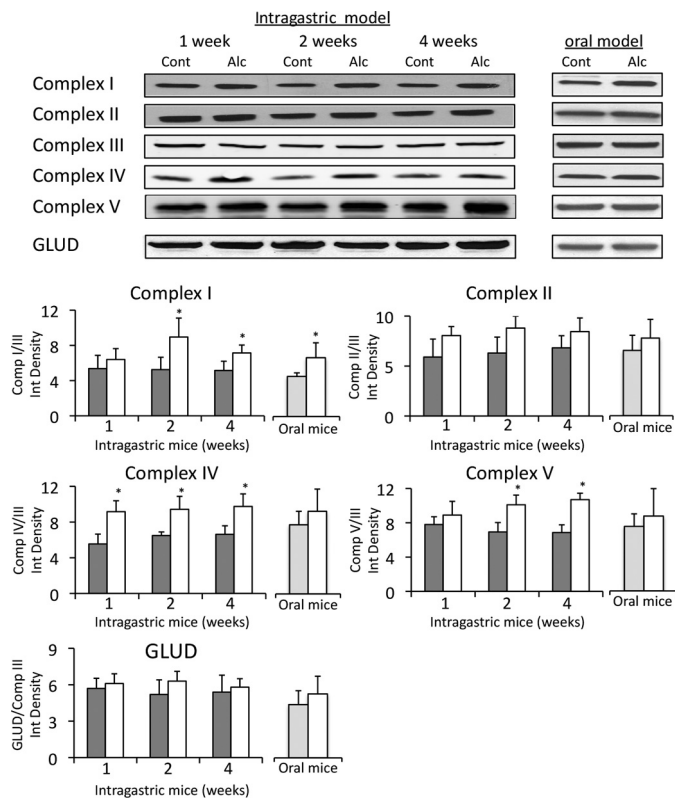 Intragastric model
1 week 2 weeks 4 weeks oral model
Cont Alc Cont Alc Cont Alc Cont Alc
Complex I
Complex II
Complex III
Complex IV
Complex V
GLUD
Complex I
Comp I/III
Int Density
12
8
4
0
* * *
1 2 4 Oral mice
Intragastric mice (weeks)
Complex II
Comp II/III
Int Density
10
5
0
1 2 4 Oral mice
Intragastric mice (weeks)
Complex IV
Comp IV/III
Int Density
12
8
4
0
* * *
1 2 4 Oral mice
Intragastric mice (weeks)
Complex V
Comp V/III
Int Density
12
8
4
0
* *
1 2 4 Oral mice
Intragastric mice (weeks)
GLUD
GLUD/Comp III
Int Density
9
6
3
0
1 2 4 Oral mice
Intragastric mice (weeks)